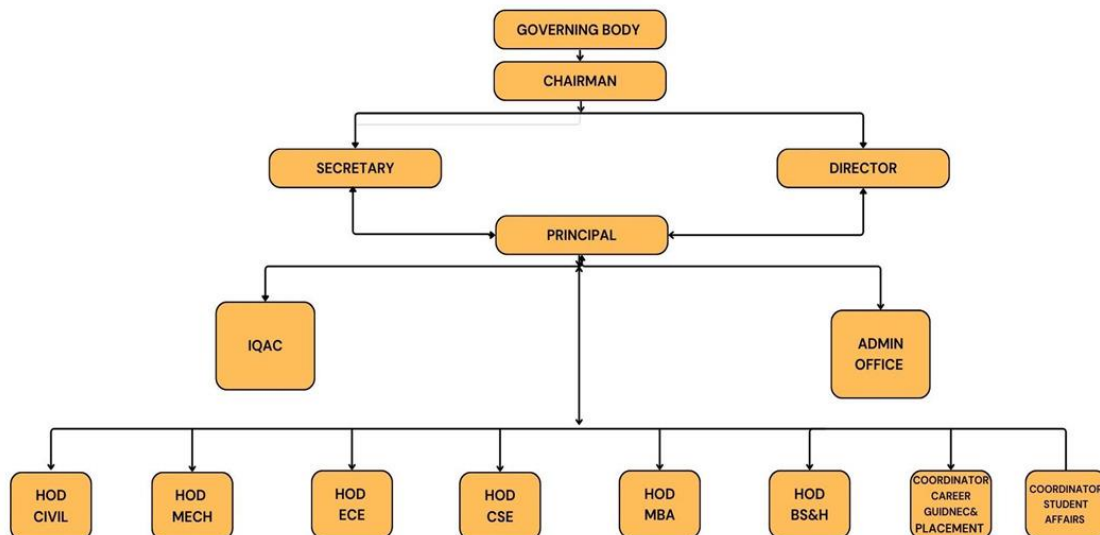 GOVERNING BODY
CHAIRMAN
SECRETARY
DIRECTOR
PRINCIPAL
IQAC
ADMIN
OFFICE
HOD
CIVIL
HOD
MECH
HOD
ECE
HOD
CSE
HOD
MBA
HOD
BS&H
COORDINATOR
CAREER
GUIDNEC&
PLACEMENT
COORDINATOR
STUDENT
AFFAIRS